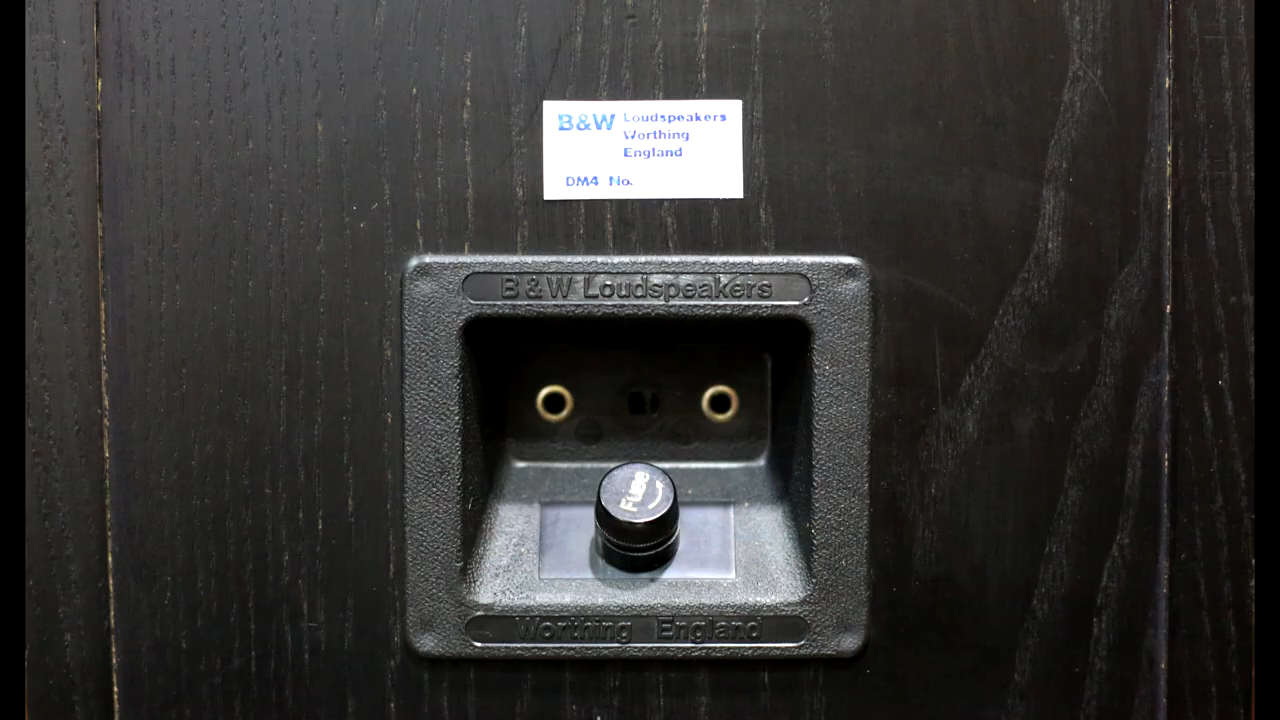 B&W Loudspeakers
Worthing
England
DM4 No.
B&W Loudspeakers
Fuse
Worthing England